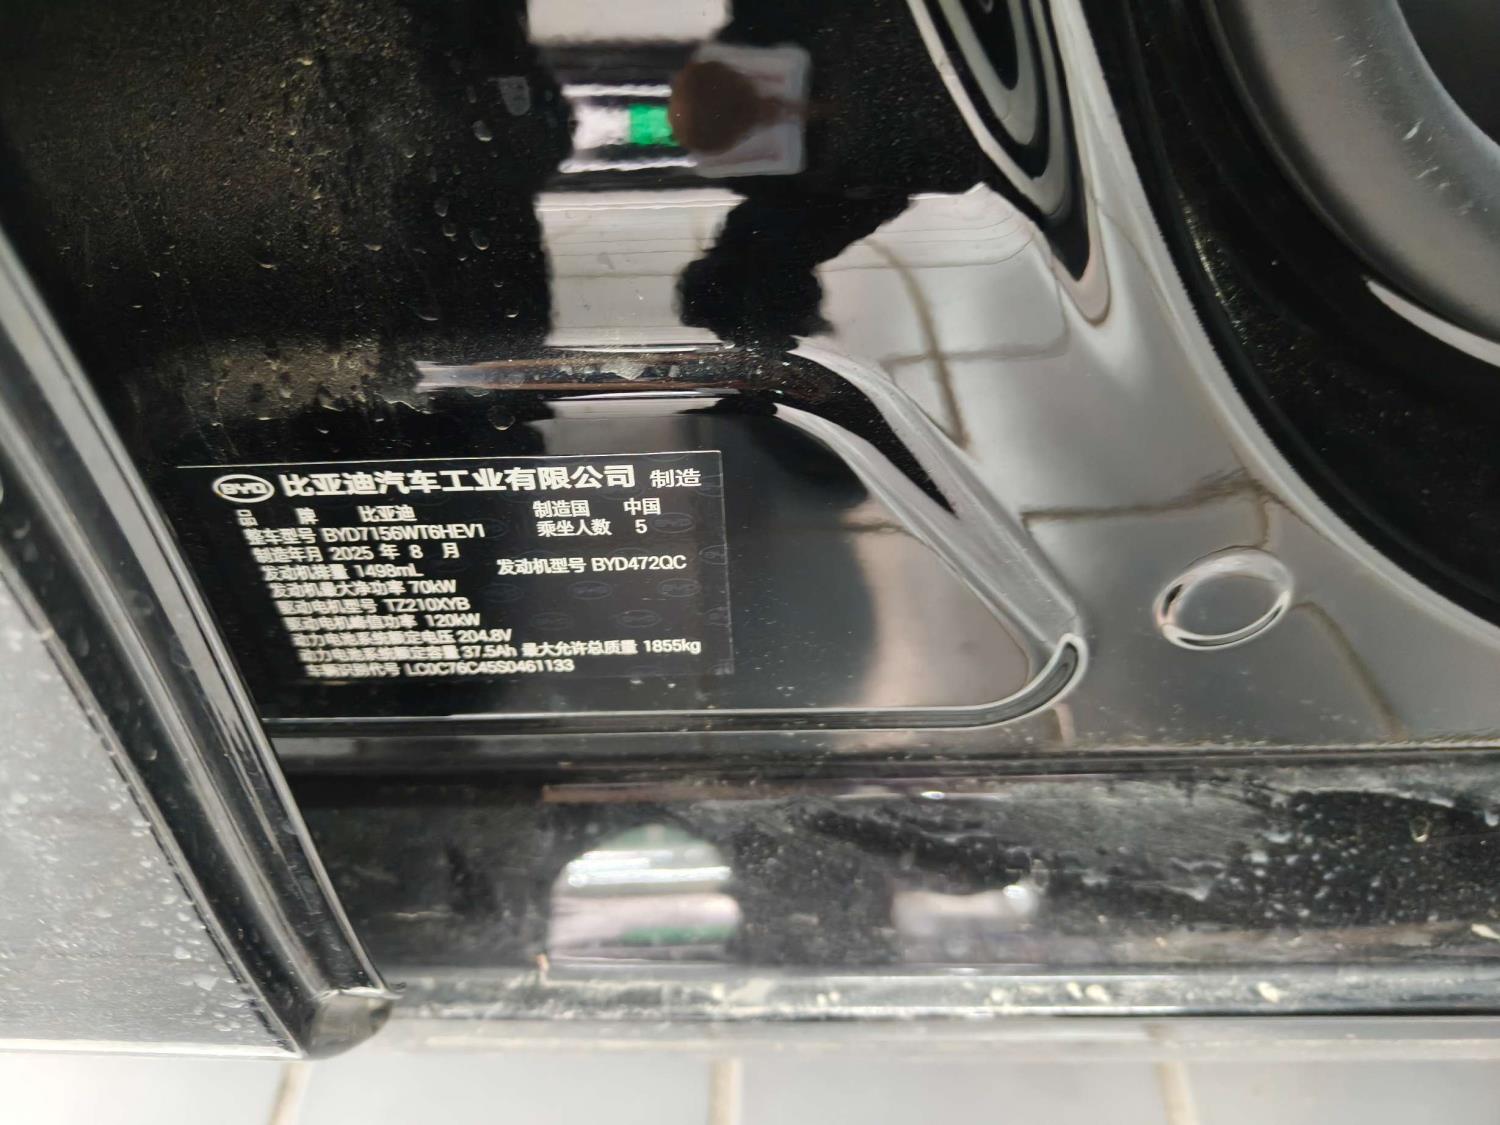 BYD 比亚迪汽车工业有限公司 制造
品 牌 比亚迪 制造国 中国
整车型号 BYD7156WT6HEV1 乘坐人数 5
制造年月 2025 年 8 月
发动机排量 1498mL 发动机型号 BYD472QC
发动机最大净功率 70kW
驱动电机型号 TZ210XYB
驱动电机峰值功率 120kW
动力电池系统额定电压 204.8V
动力电池系统额定容量 37.5Ah 最大允许总质量 1855kg
车辆识别代号 LC0C76C45S0461133